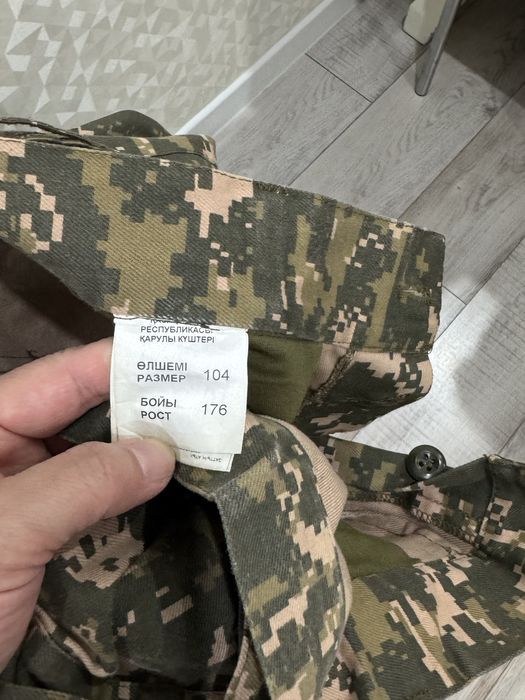 РЕСПУБЛИКАСЫ
ҚАРУЛЫ КҮШТЕРІ
ӨЛШЕМІ
РАЗМЕР 104
БОЙЫ
РОСТ 176